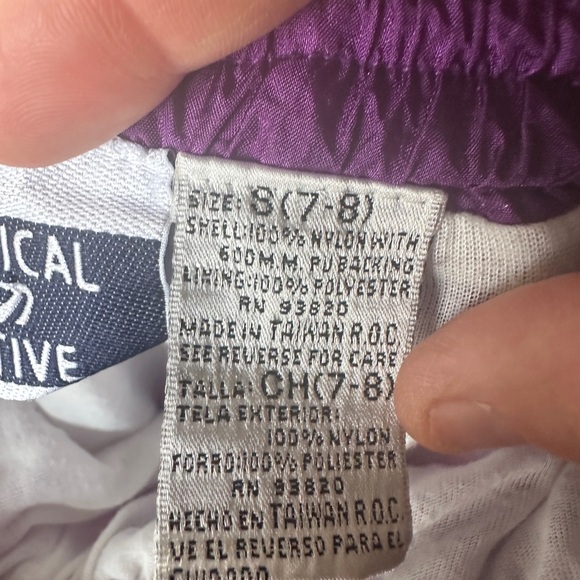 ICAL
TIVE
SIZE: S(7-8)
SHELL:100% NYLON WITH
600M.M. PU BACKING
LINING:100% POLYESTER
RN 93820
MADE IN TAIWAN R.O.C
SEE REVERSE FOR CARE
TALLA: CH(7-8)
TELA EXTERIOR:
100% NYLON
FORRO:100% POLIESTER
RN 93820
HECHO EN TAIWAN R.O.C.
VE EL REVERSO PARA EL
CUIDADO